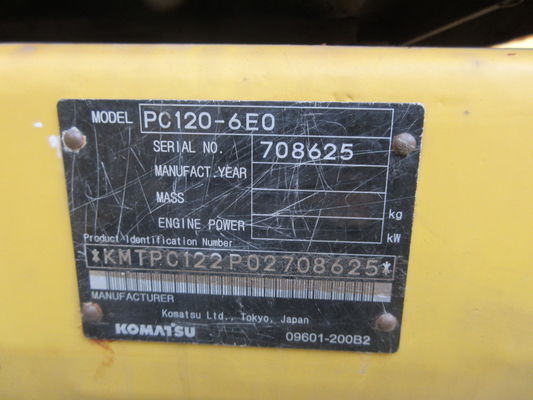 MODEL PC120-6E0
SERIAL NO. 708625
MANUFACT.YEAR
MASS kg
ENGINE POWER kW
Product Identification Number
*KMTPC122P02708625*
MANUFACTURER
Komatsu Ltd., Tokyo, Japan
KOMATSU 09601-200B2